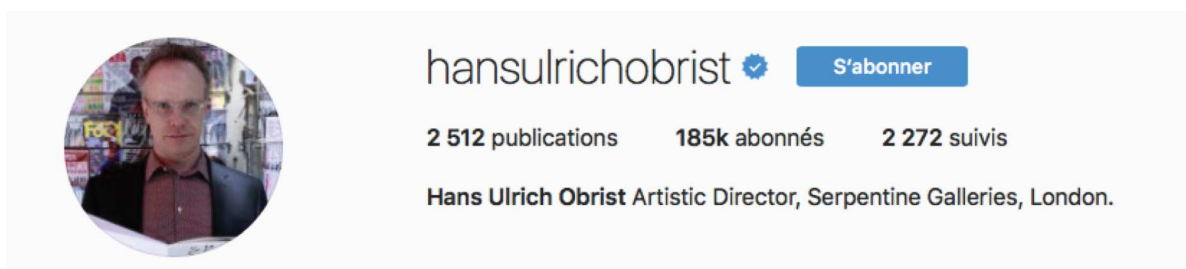 hansulrichobrist S'abonner
2 512 publications 185k abonnés 2 272 suivis
Hans Ulrich Obrist Artistic Director, Serpentine Galleries, London.